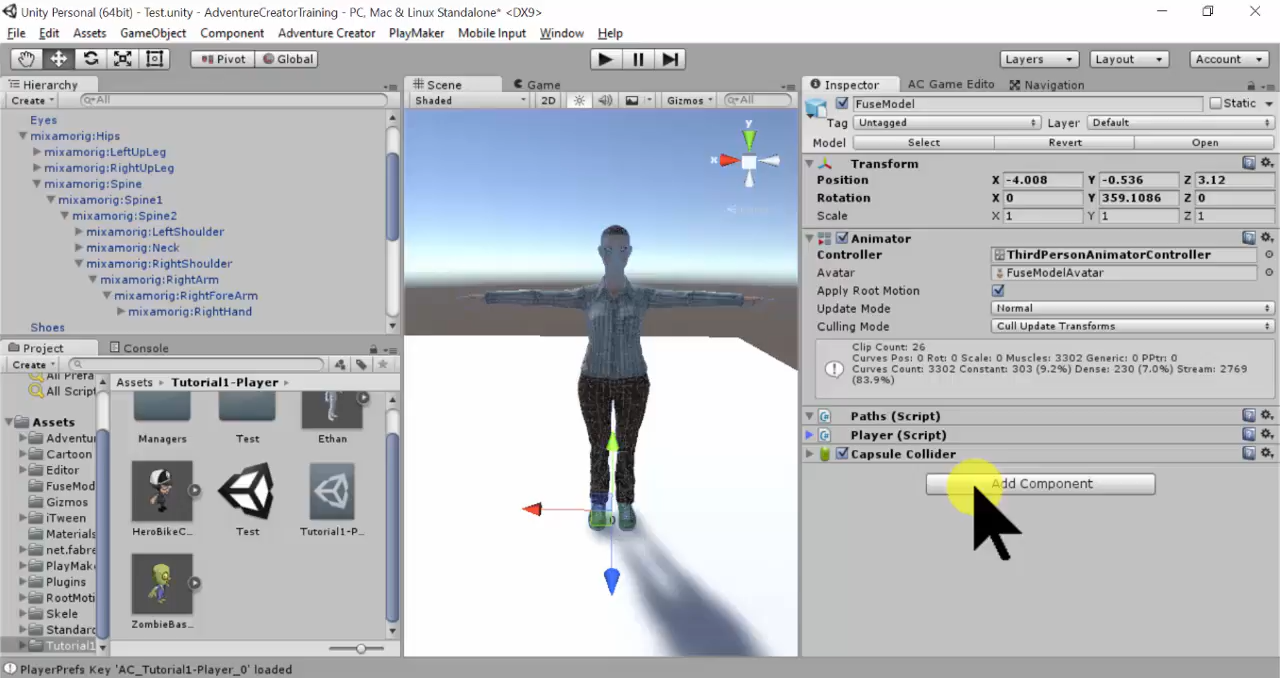 Unity Personal (64bit) - Test.unity - AdventureCreatorTraining - PC, Mac & Linux Standalone* <DX9>
File Edit Assets GameObject Component Adventure Creator PlayMaker Mobile Input Window Help
Pivot Global Layers Layout Account
Hierarchy
Create All
Eyes
mixamorig:Hips
mixamorig:LeftUpLeg
mixamorig:RightUpLeg
mixamorig:Spine
mixamorig:Spine1
mixamorig:Spine2
mixamorig:LeftShoulder
mixamorig:Neck
mixamorig:RightShoulder
mixamorig:RightArm
mixamorig:RightForeArm
mixamorig:RightHand
Shoes
Project Console
Create
All Prefa
All Script
Assets
Adventu
Cartoon
Editor
FuseMod
Gizmos
iTween
Materials
net.fabre
PlayMake
Plugins
RootMoti
Skele
Standard
Tutorial1
Assets Tutorial1-Player
Managers Test Ethan
HeroBikeC... Test Tutorial1-P...
ZombieBas...
Scene Game
Shaded 2D Gizmos All
y
x
Inspector AC Game Edito Navigation
FuseModel Static
Tag Untagged Layer Default
Model Select Revert Open
Transform
Position X -4.008 Y -0.536 Z 3.12
Rotation X 0 Y 359.1086 Z 0
Scale X 1 Y 1 Z 1
Animator
Controller ThirdPersonAnimatorController
Avatar FuseModelAvatar
Apply Root Motion
Update Mode Normal
Culling Mode Cull Update Transforms
Clip Count: 26
Curves Pos: 0 Rot: 0 Scale: 0 Muscles: 3302 Generic: 0 PPtr: 0
Curves Count: 3302 Constant: 303 (9.2%) Dense: 230 (7.0%) Stream: 2769
(83.9%)
Paths (Script)
Player (Script)
Capsule Collider
Add Component
PlayerPrefs Key 'AC_Tutorial1-Player_0' loaded